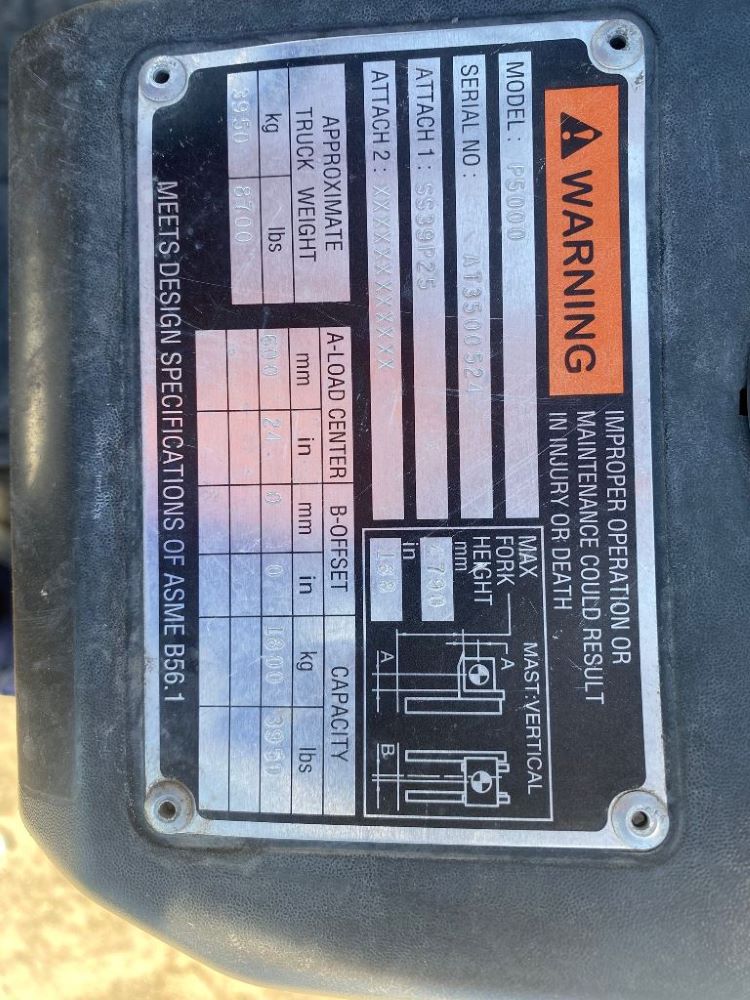 WARNING
IMPROPER OPERATION OR
MAINTENANCE COULD RESULT
IN INJURY OR DEATH
MODEL: P5000
SERIAL NO: AT3500524
ATTACH 1: SS39P25
ATTACH 2: XXXXXXXXXX
MAST:VERTICAL
MAX
FORK
HEIGHT
mm
4790
in
A
A
B
APPROXIMATE
TRUCK WEIGHT
kg lbs
3950 8700
A-LOAD CENTER B-OFFSET CAPACITY
mm in mm in kg lbs
600 24. 0 0 1800 3950
MEETS DESIGN SPECIFICATIONS OF ASME B56.1